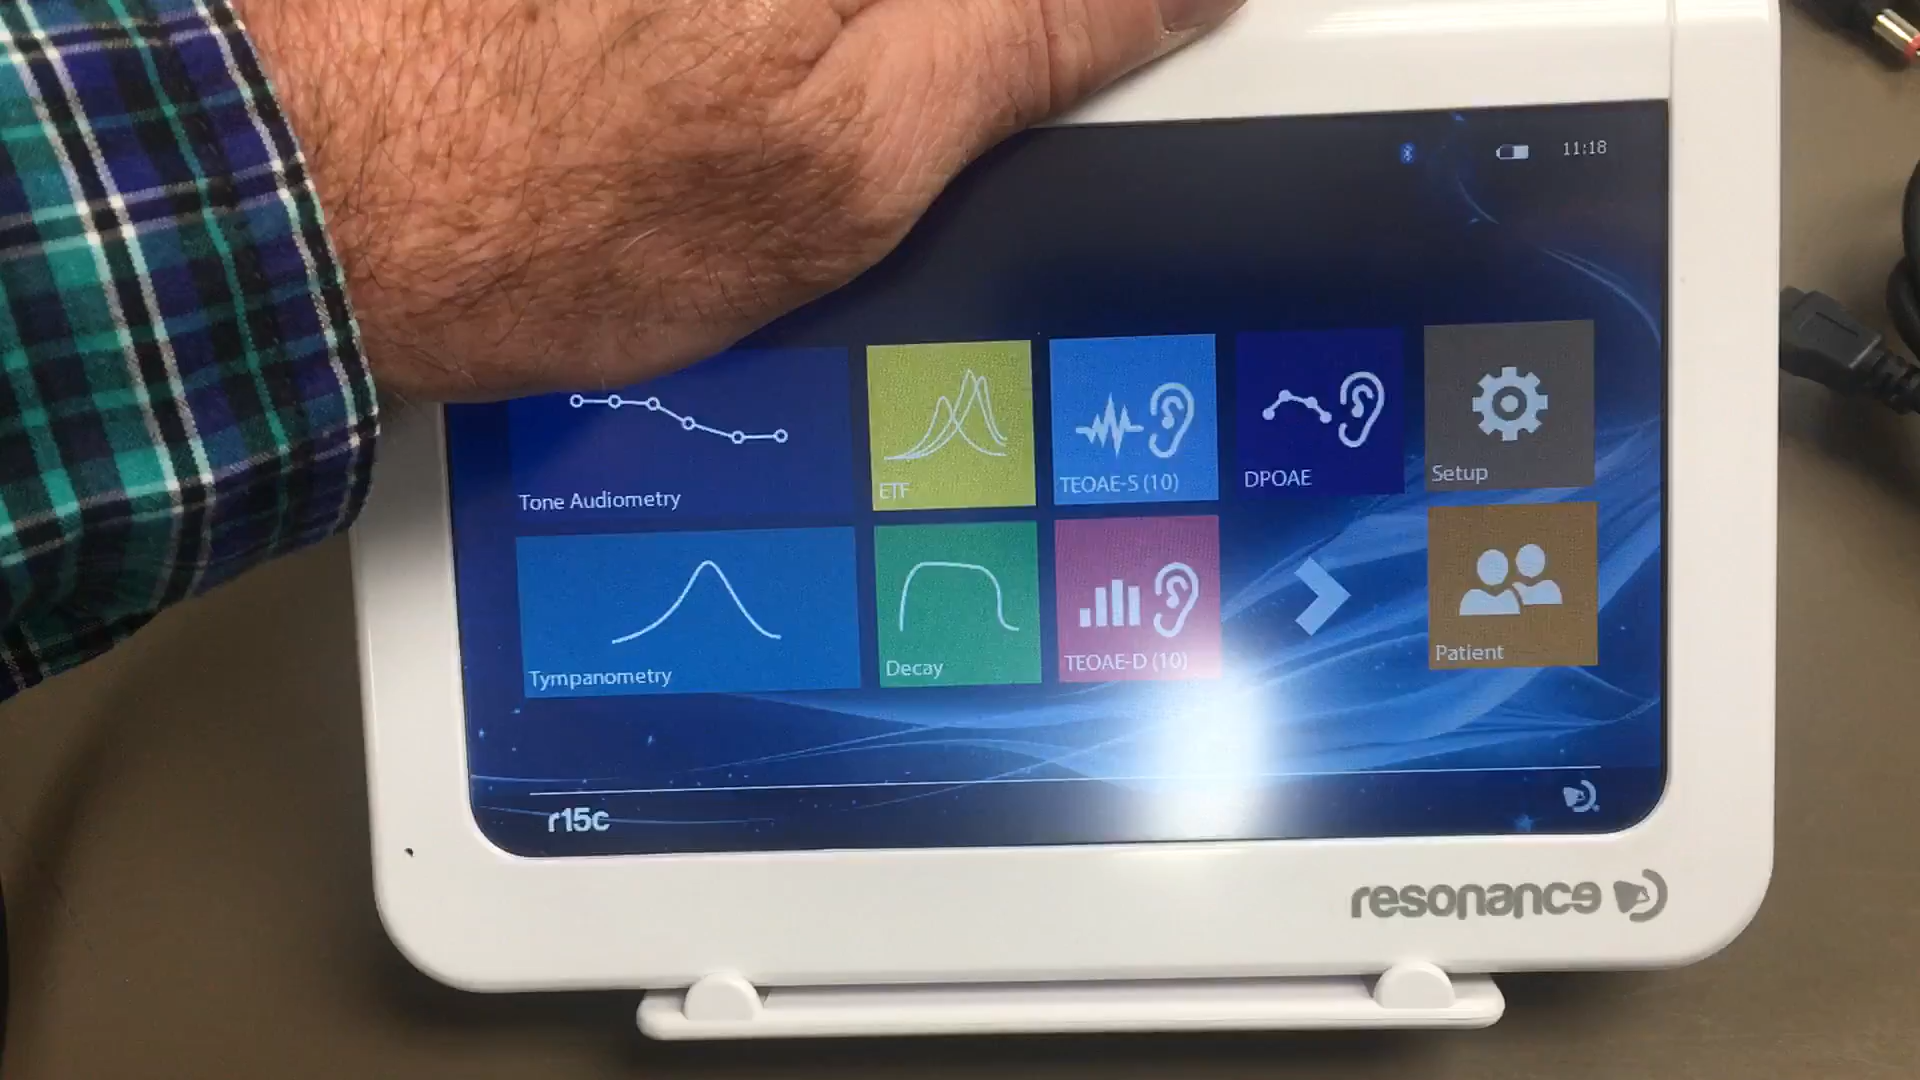 11:18
Tone Audiometry
ETF
TEOAE-S (10)
DPOAE
Setup
Tympanometry
Decay
TEOAE-D (10)
Patient
r15c
resonance